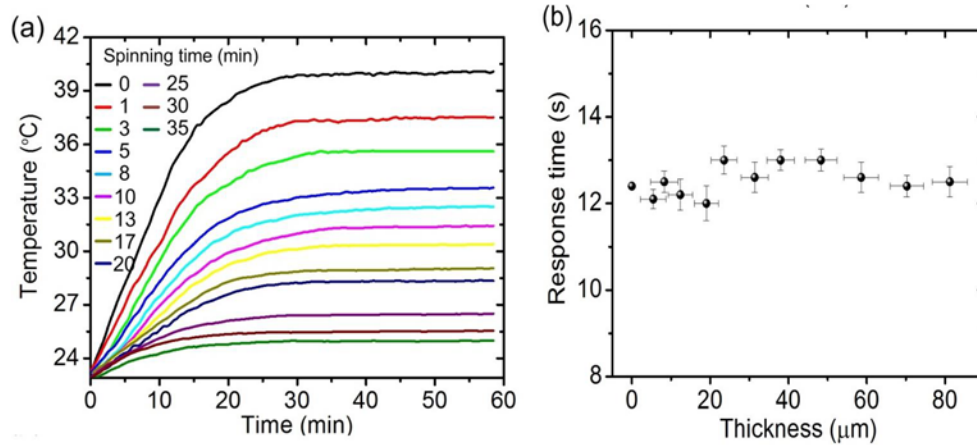 (a)
42
39
36
33
30
27
24
Temperature (°C)
Spinning time (min)
0 25
1 30
3 35
5
8
10
13
17
20
0 10 20 30 40 50 60
Time (min)
(b)
16
14
12
10
8
Response time (s)
0 20 40 60 80
Thickness (μm)